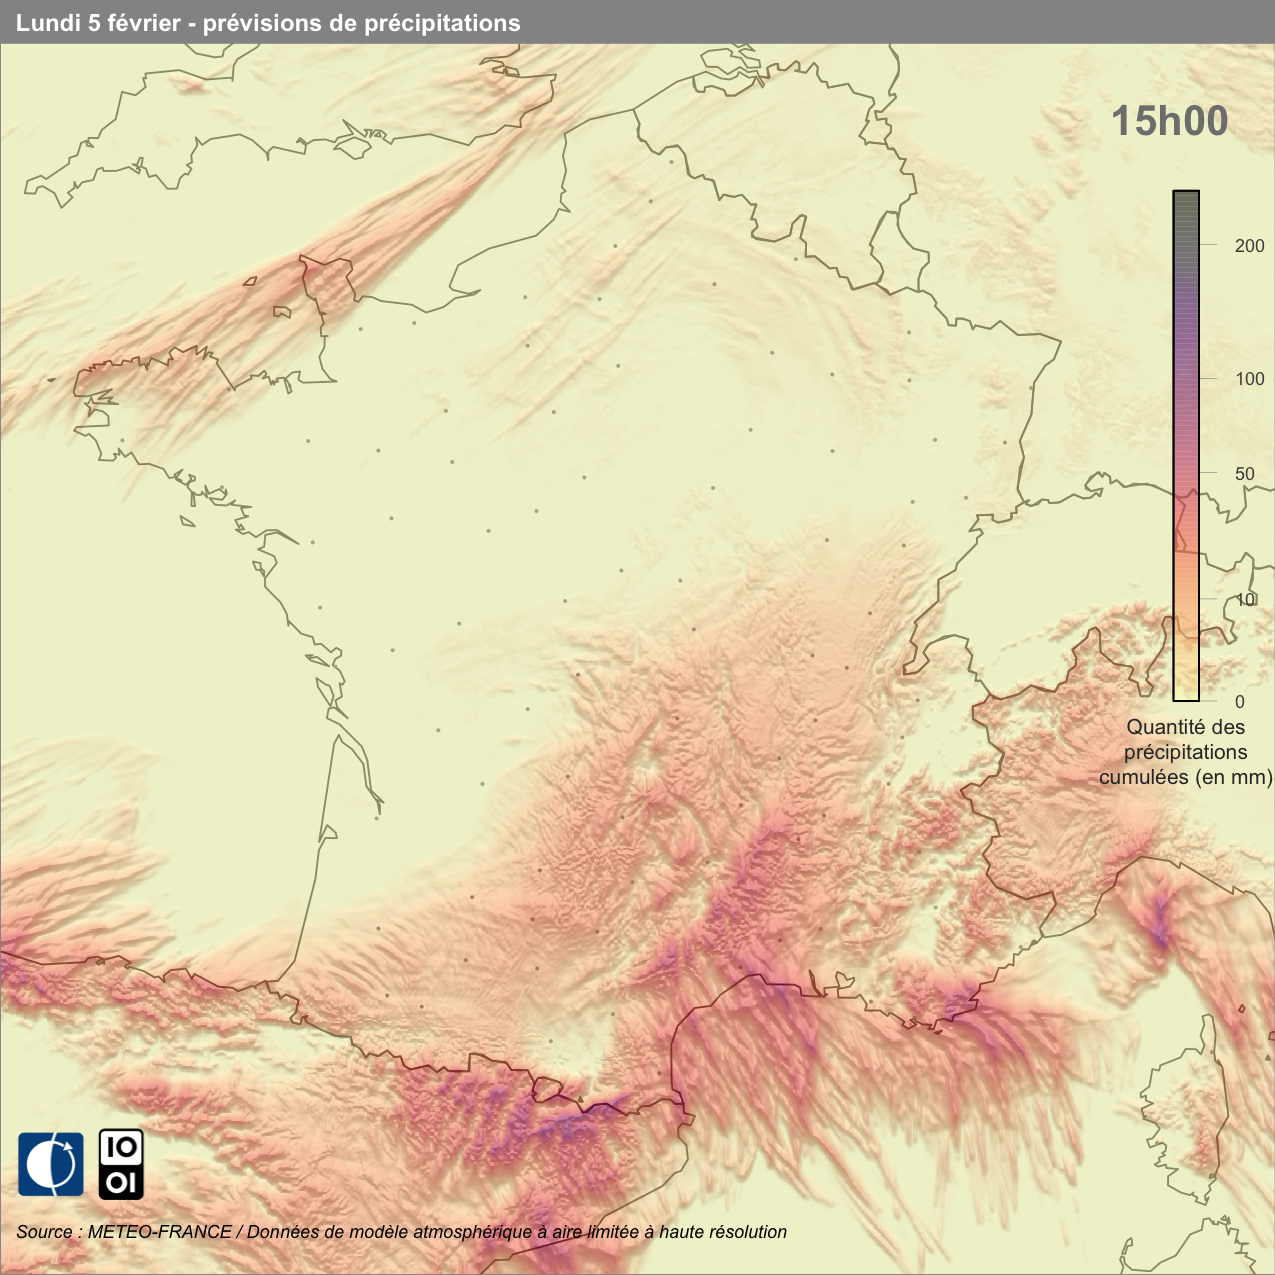 Lundi 5 février - prévisions de précipitations
15h00
200
100
50
10
0
Quantité des
précipitations
cumulées (en mm)
IO
OI
Source : METEO-FRANCE / Données de modèle atmosphérique à aire limitée à haute résolution